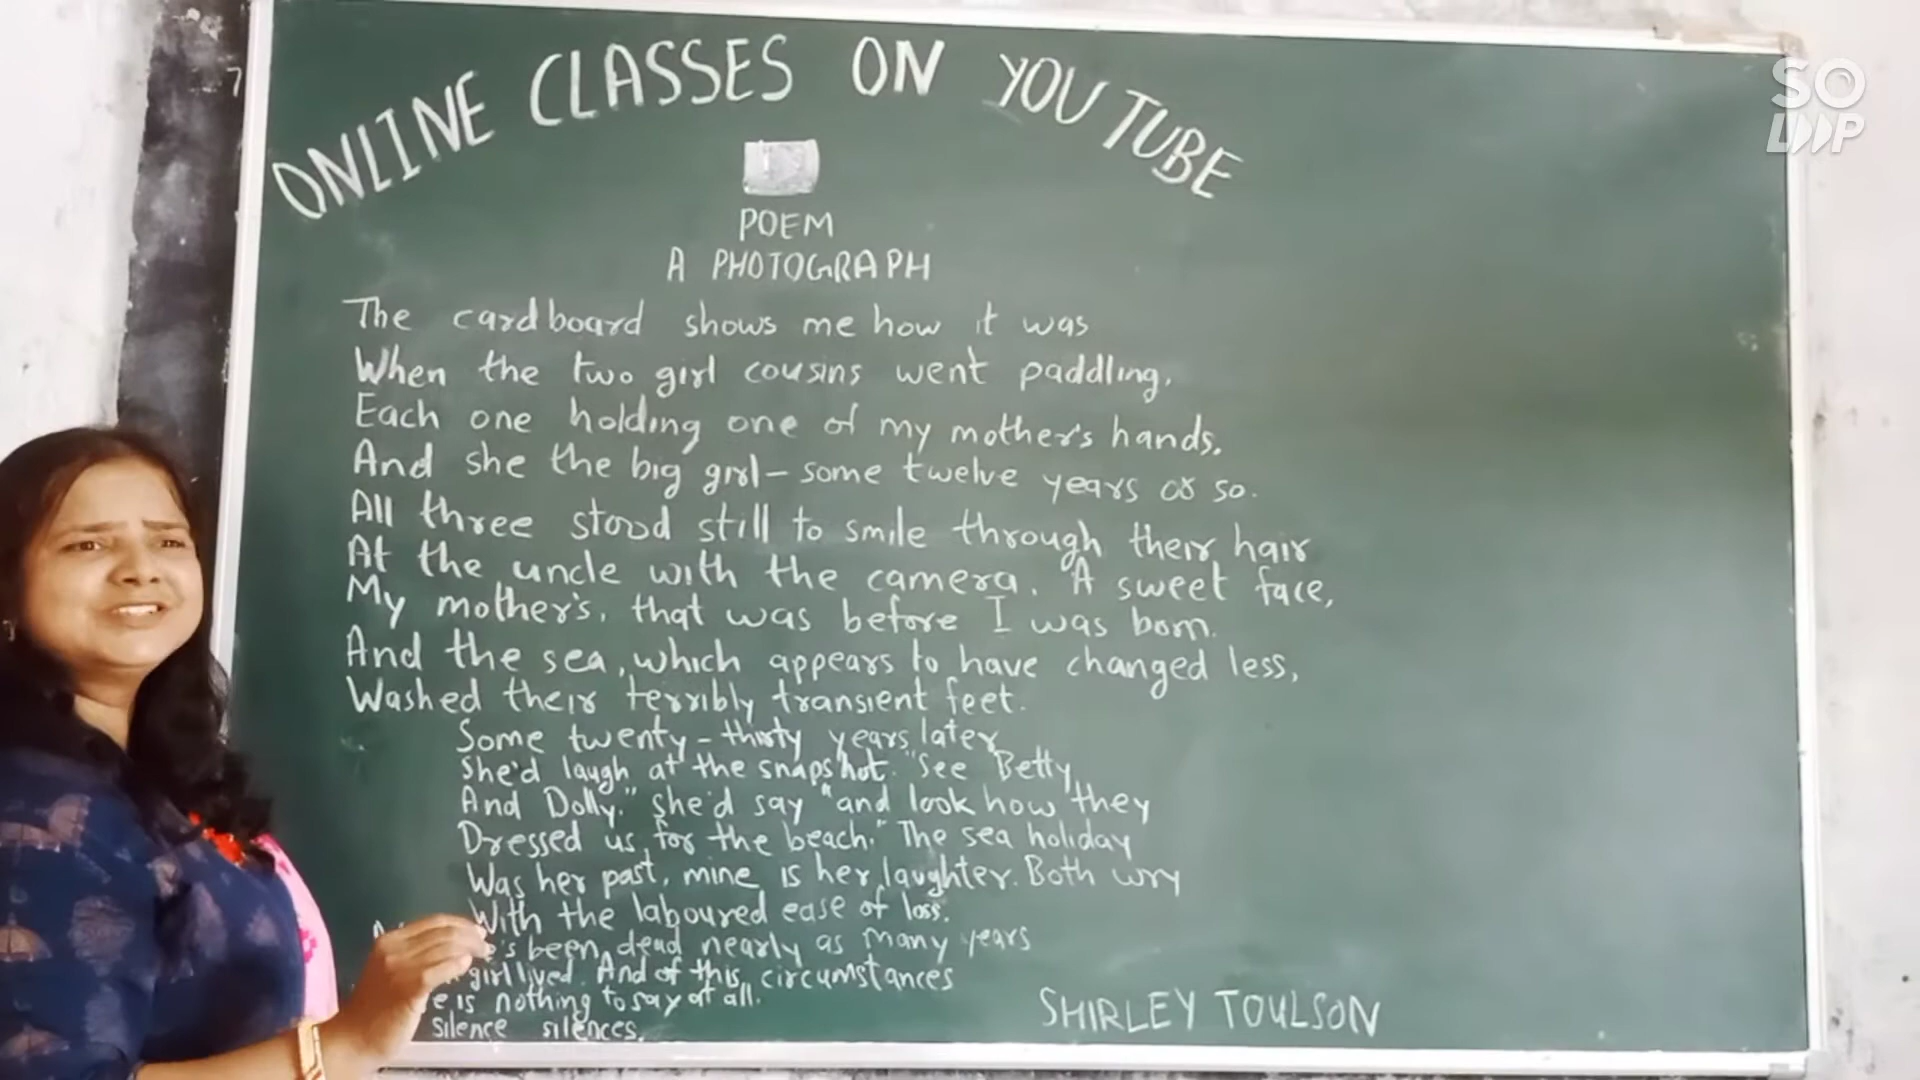 ONLINE CLASSES ON YOUTUBE
SO
LP
POEM
A PHOTOGRAPH
The cardboard shows me how it was
When the two girl cousins went paddling,
Each one holding one of my mother's hands,
And she the big girl - some twelve years or so.
All three stood still to smile through their hair
At the uncle with the camera. A sweet face,
My mother's, that was before I was born.
And the sea, which appears to have changed less,
Washed their terribly transient feet.
Some twenty-thirty years later
She'd laugh at the snapshot. "See Betty,
And Dolly." she'd say "and look how they
Dressed us for the beach." The sea holiday
Was her past, mine is her laughter. Both wry
With the laboured ease of loss.
been dead nearly as many years
girl lived. And of this circumstances
is nothing to say at all.
silence silences.
SHIRLEY TOULSON